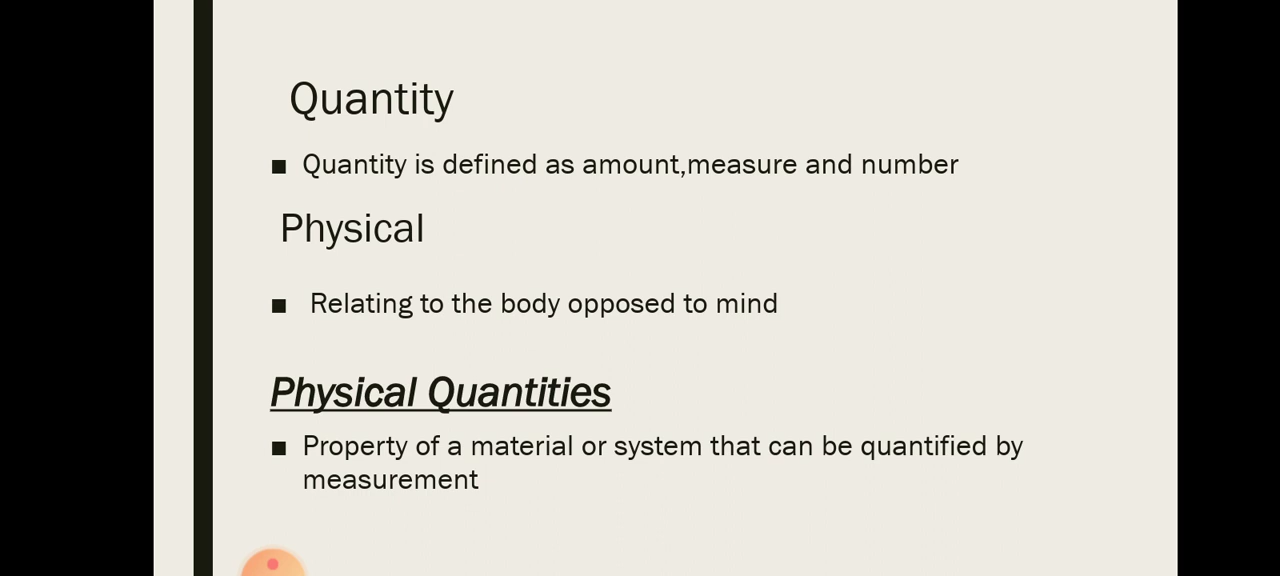 Quantity
■ Quantity is defined as amount,measure and number
Physical
■ Relating to the body opposed to mind
Physical Quantities
■ Property of a material or system that can be quantified by
measurement